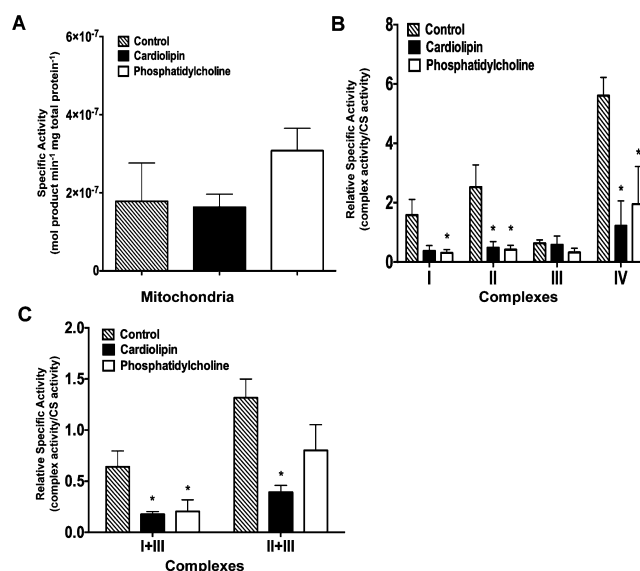 A
Control
Cardiolipin
Phosphatidylcholine
Specific Activity
(mol product min⁻¹ mg total protein⁻¹)
6×10⁻⁷
4×10⁻⁷
2×10⁻⁷
0
Mitochondria
B
Control
Cardiolipin
Phosphatidylcholine
Relative Specific Activity
(complex activity/CS activity)
8
6
4
2
0
*
* *
*
*
I II III IV
Complexes
C
Control
Cardiolipin
Phosphatidylcholine
Relative Specific Activity
(complex activity/CS activity)
2.0
1.5
1.0
0.5
0.0
* *
*
I+III II+III
Complexes